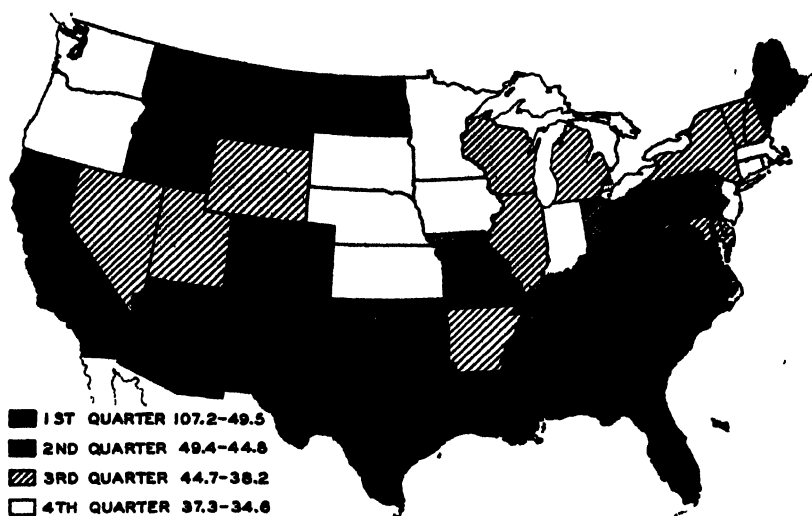 1ST QUARTER 107.2-49.5
2ND QUARTER 49.4-44.8
3RD QUARTER 44.7-38.2
4TH QUARTER 37.3-34.6